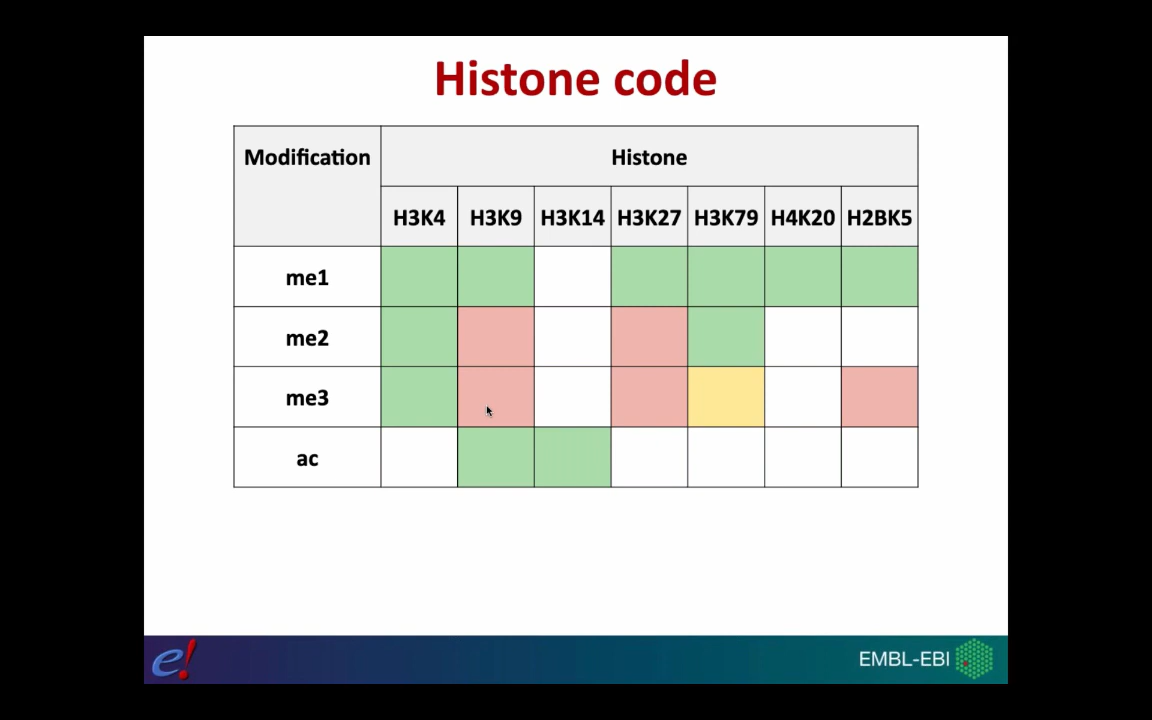 Histone code
Modification Histone
H3K4 H3K9 H3K14 H3K27 H3K79 H4K20 H2BK5
me1
me2
me3
ac
e!
EMBL-EBI